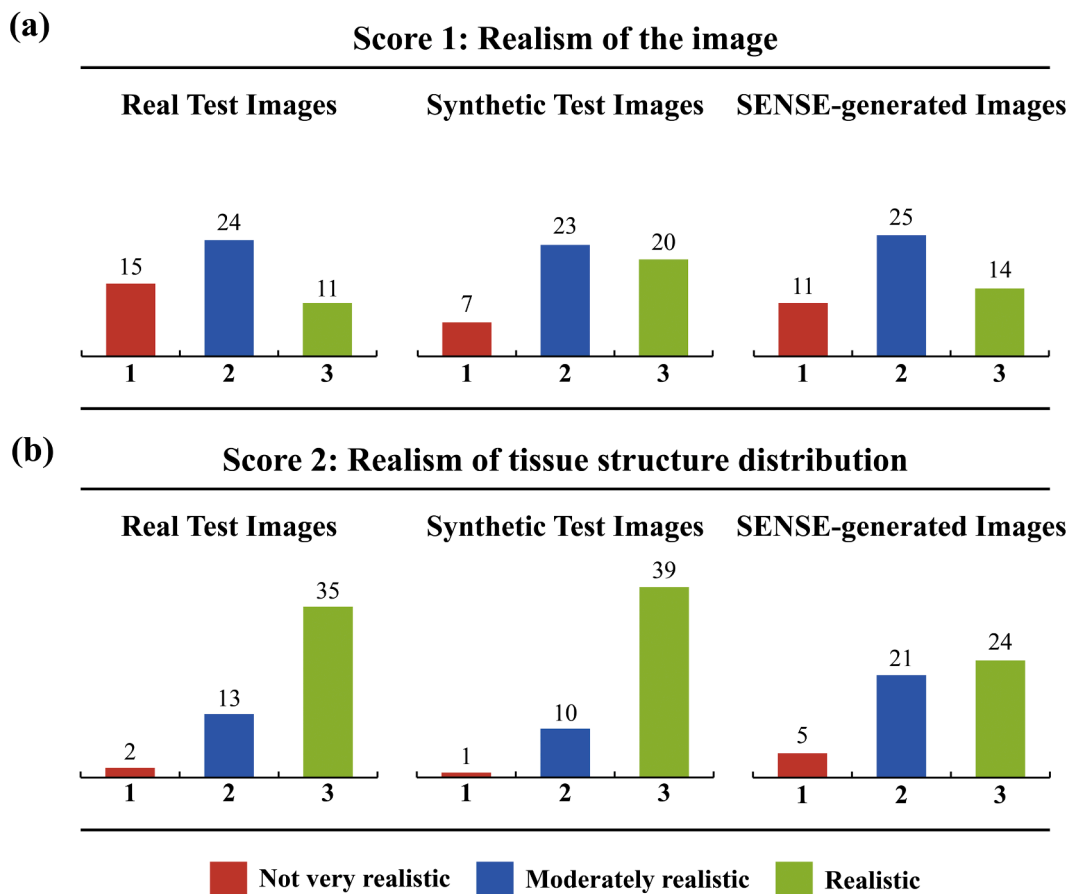 (a)
Score 1: Realism of the image
Real Test Images Synthetic Test Images SENSE-generated Images
15 24 11 7 23 20 11 25 14
1 2 3 1 2 3 1 2 3
(b)
Score 2: Realism of tissue structure distribution
Real Test Images Synthetic Test Images SENSE-generated Images
2 13 35 1 10 39 5 21 24
1 2 3 1 2 3 1 2 3
Not very realistic Moderately realistic Realistic